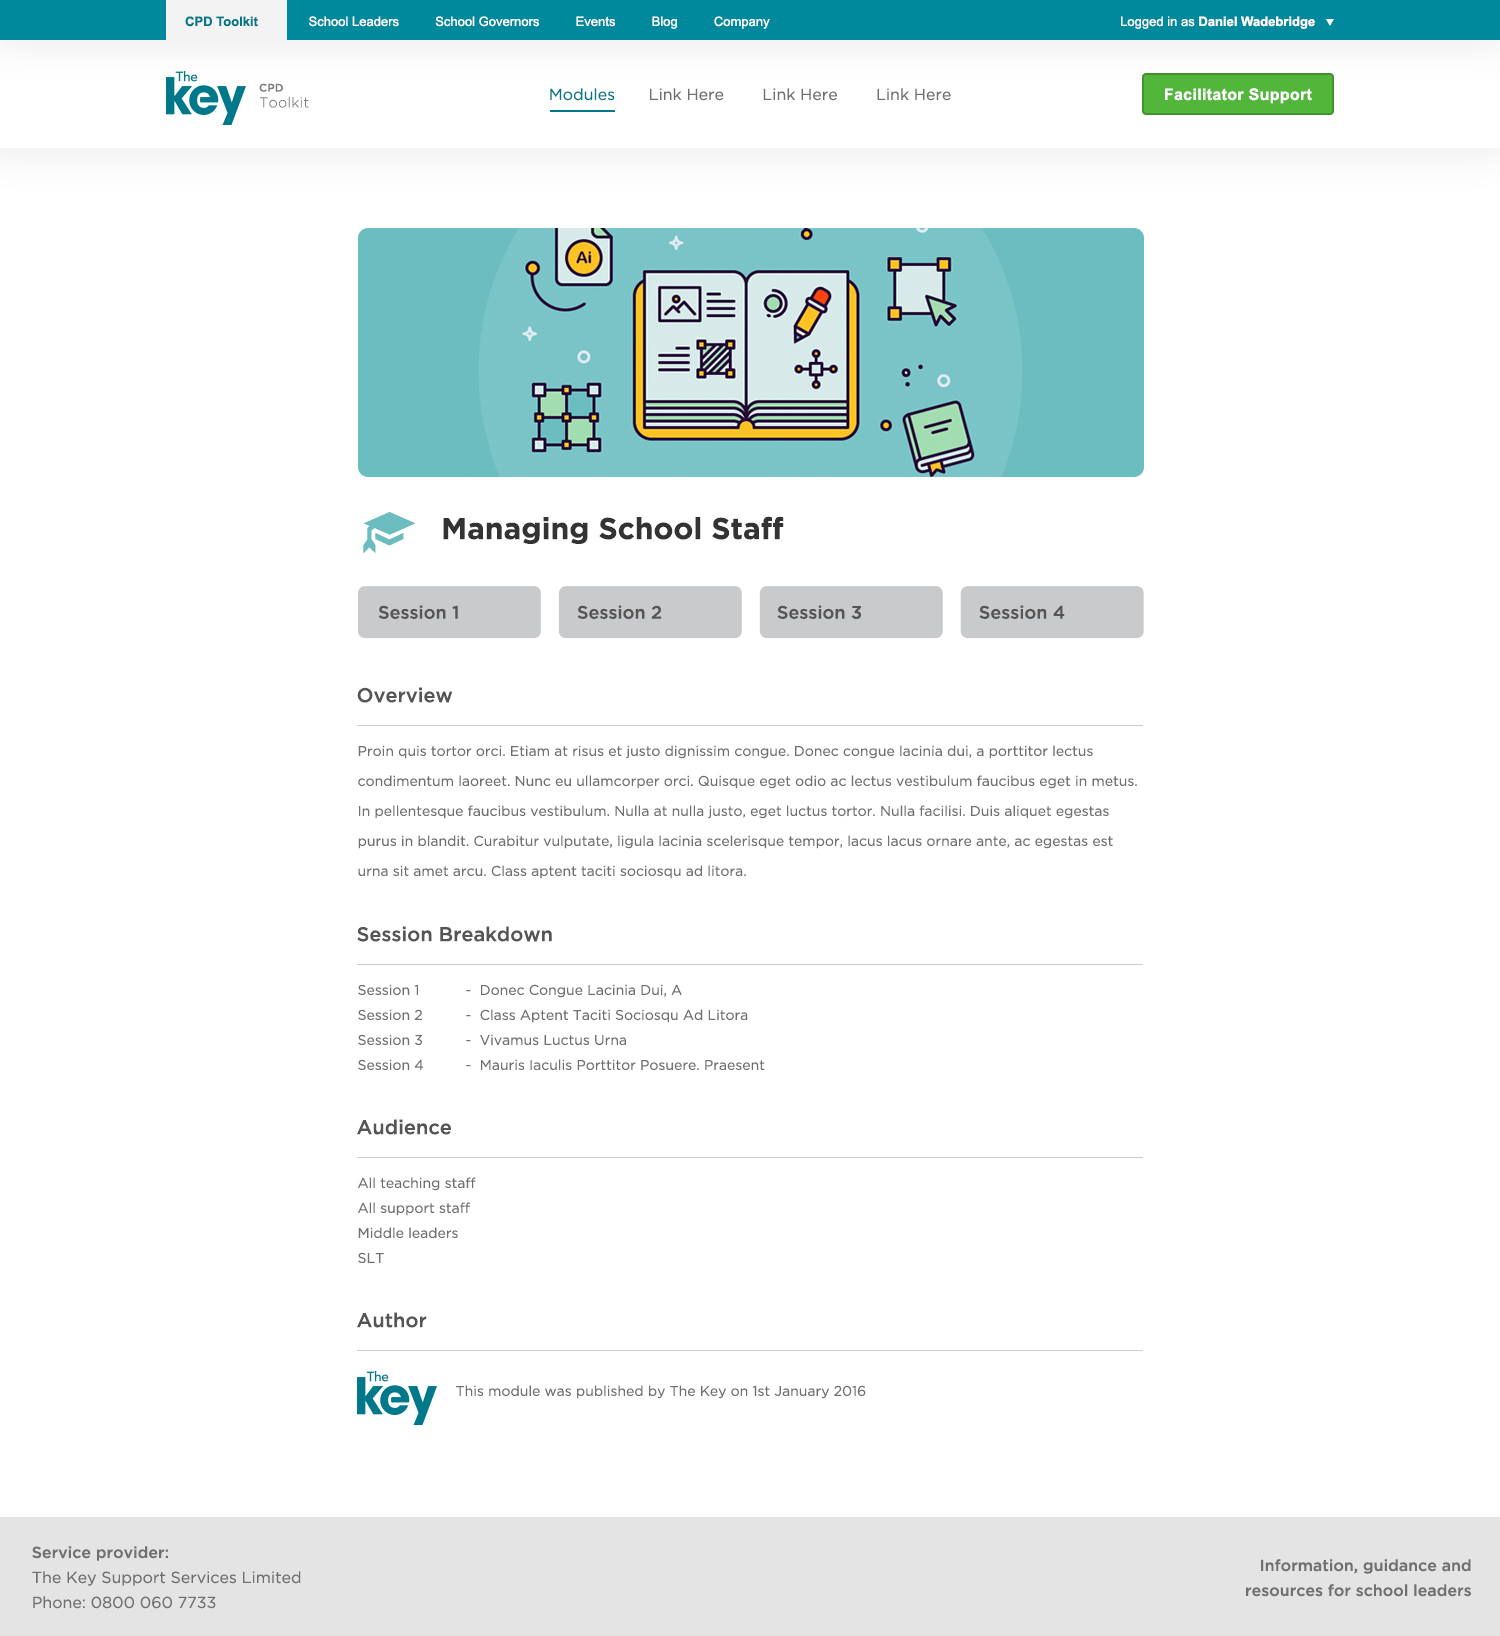 CPD Toolkit School Leaders School Governors Events Blog Company Logged in as Daniel Wadebridge ▼
The
key
CPD
Toolkit
Modules Link Here Link Here Link Here
Facilitator Support
Ai
Managing School Staff
Session 1 Session 2 Session 3 Session 4
Overview
Proin quis tortor orci. Etiam at risus et justo dignissim congue. Donec congue lacinia dui, a porttitor lectus
condimentum laoreet. Nunc eu ullamcorper orci. Quisque eget odio ac lectus vestibulum faucibus eget in metus.
In pellentesque faucibus vestibulum. Nulla at nulla justo, eget luctus tortor. Nulla facilisi. Duis aliquet egestas
purus in blandit. Curabitur vulputate, ligula lacinia scelerisque tempor, lacus lacus ornare ante, ac egestas est
urna sit amet arcu. Class aptent taciti sociosqu ad litora.
Session Breakdown
Session 1 - Donec Congue Lacinia Dui, A
Session 2 - Class Aptent Taciti Sociosqu Ad Litora
Session 3 - Vivamus Luctus Urna
Session 4 - Mauris Iaculis Porttitor Posuere. Praesent
Audience
All teaching staff
All support staff
Middle leaders
SLT
Author
The
key
This module was published by The Key on 1st January 2016
Service provider:
The Key Support Services Limited
Phone: 0800 060 7733
Information, guidance and
resources for school leaders